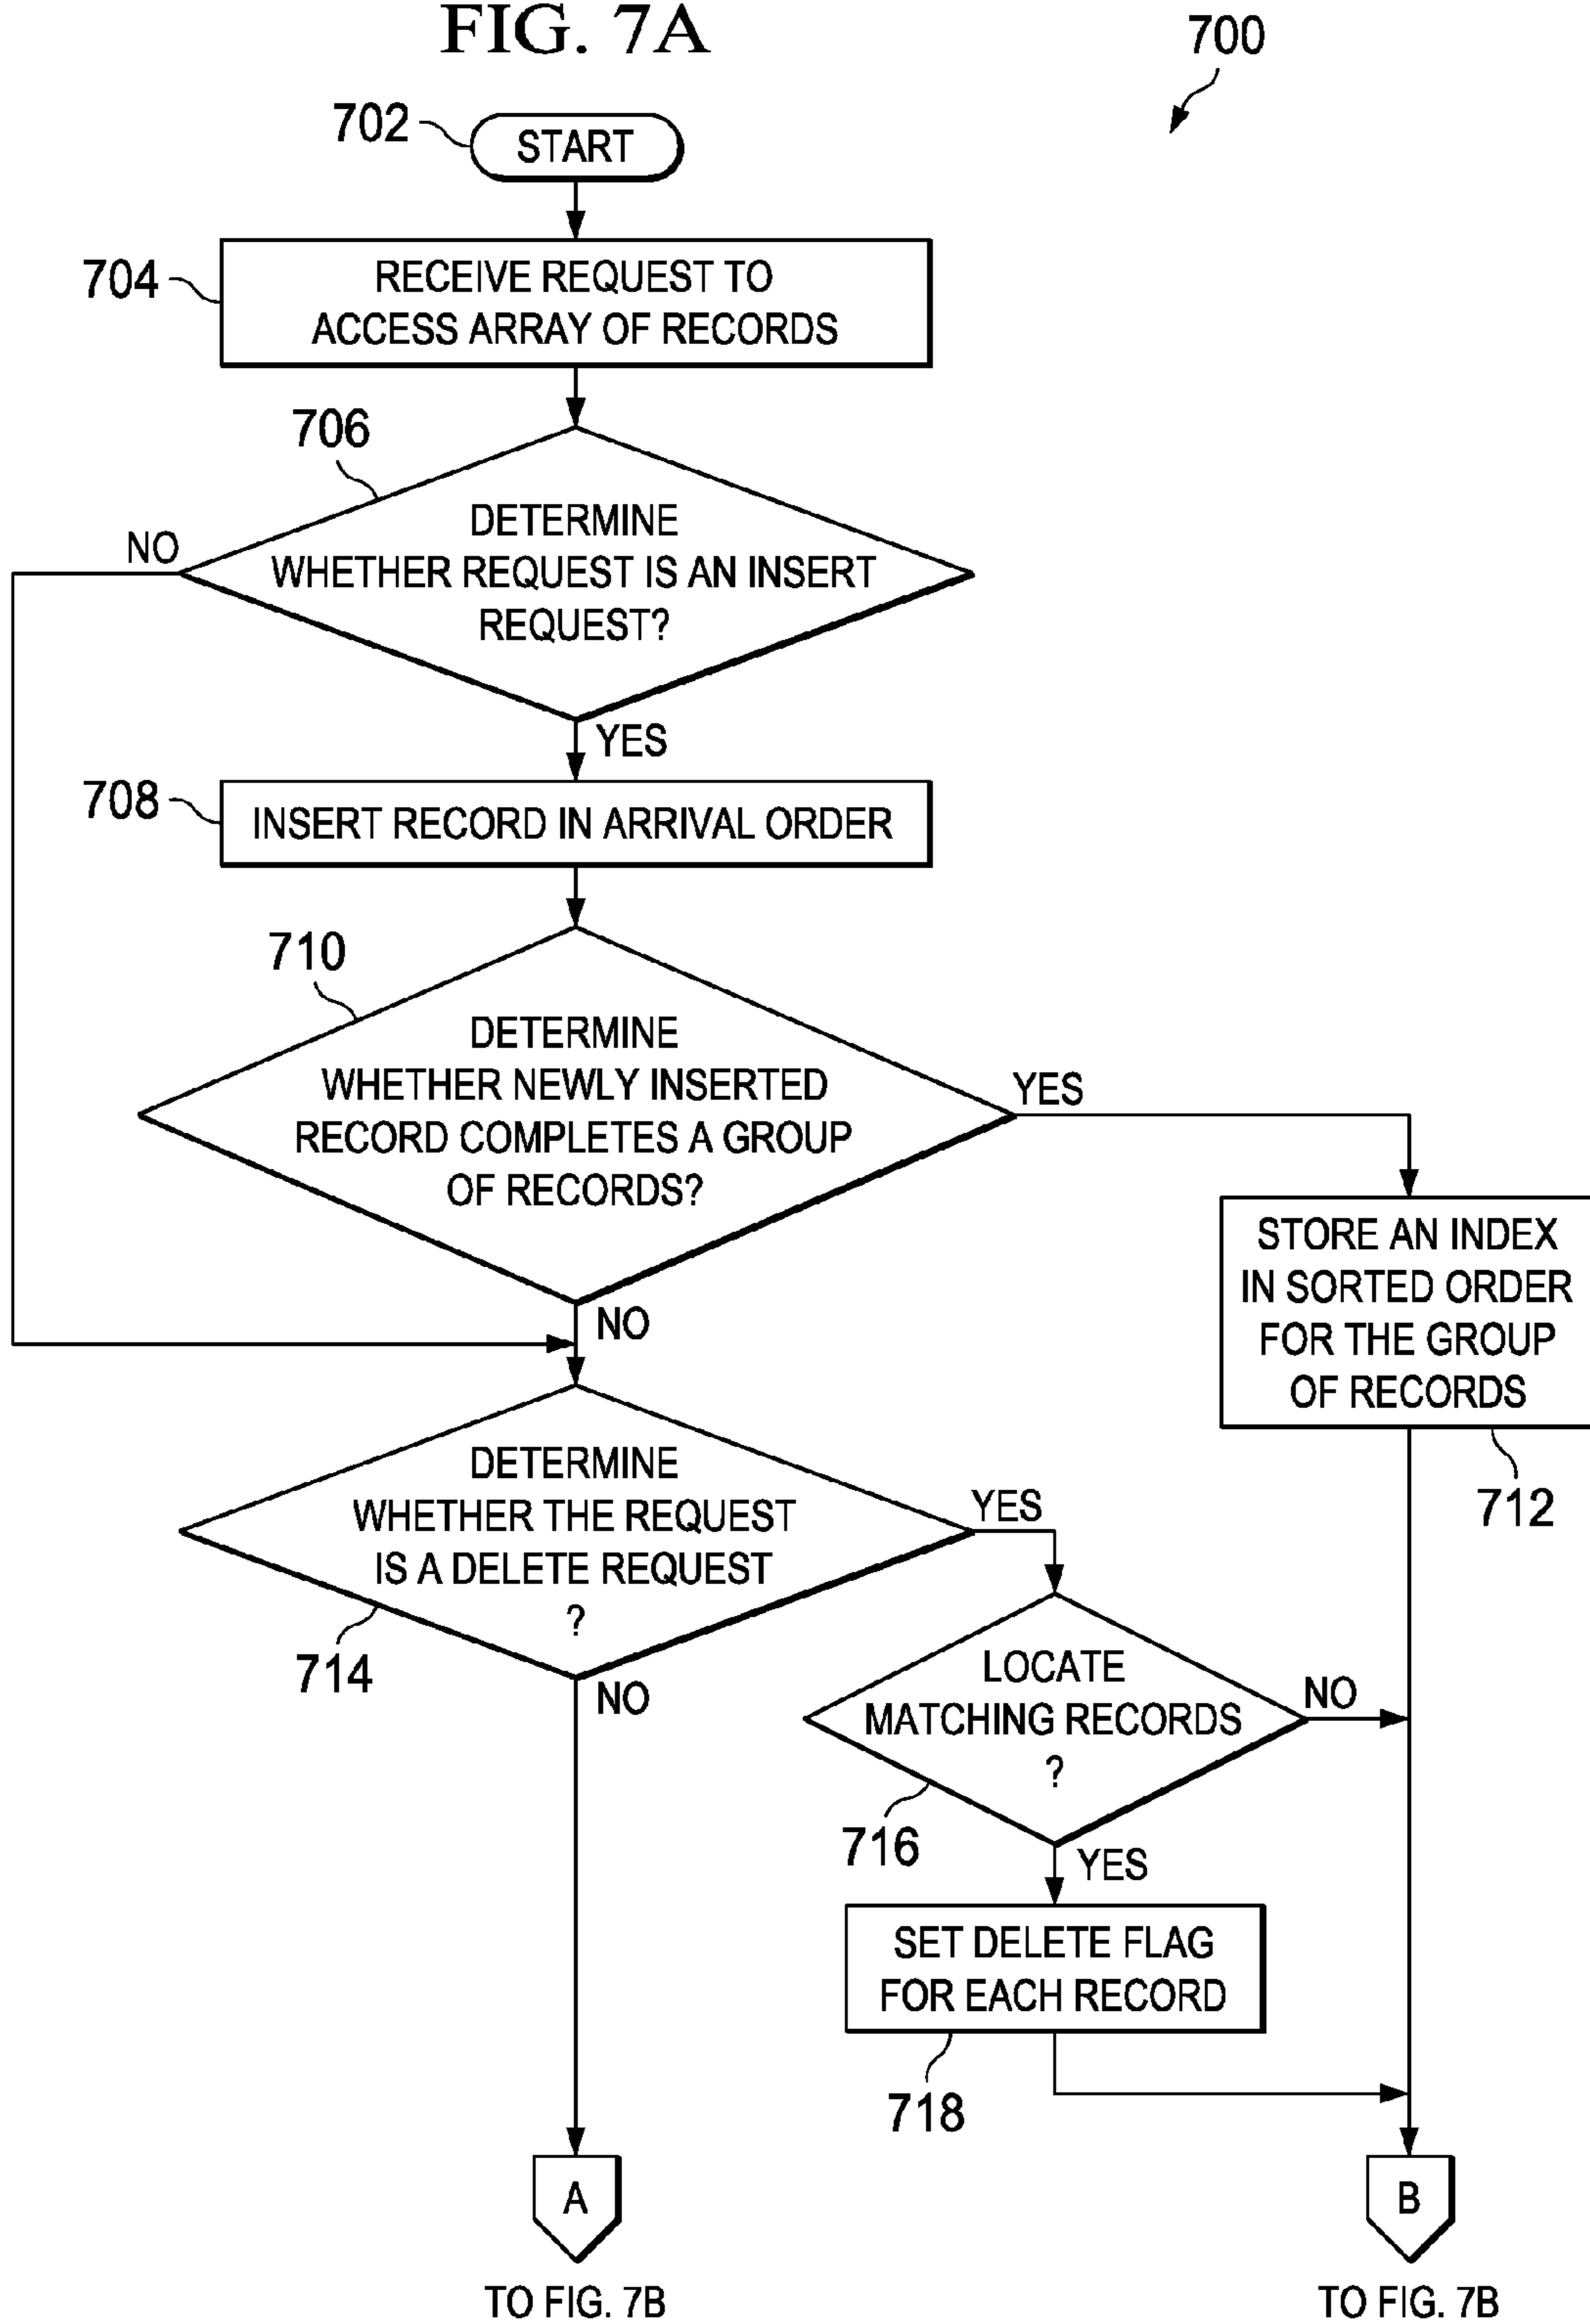 FIG. 7A
700
702
START
704
RECEIVE REQUEST TO
ACCESS ARRAY OF RECORDS
706
DETERMINE
WHETHER REQUEST IS AN INSERT
REQUEST?
NO
YES
708
INSERT RECORD IN ARRIVAL ORDER
710
DETERMINE
WHETHER NEWLY INSERTED
RECORD COMPLETES A GROUP
OF RECORDS?
YES
NO
STORE AN INDEX
IN SORTED ORDER
FOR THE GROUP
OF RECORDS
712
DETERMINE
WHETHER THE REQUEST
IS A DELETE REQUEST
?
714
YES
NO
LOCATE
MATCHING RECORDS
?
716
NO
YES
SET DELETE FLAG
FOR EACH RECORD
718
A
TO FIG. 7B
B
TO FIG. 7B